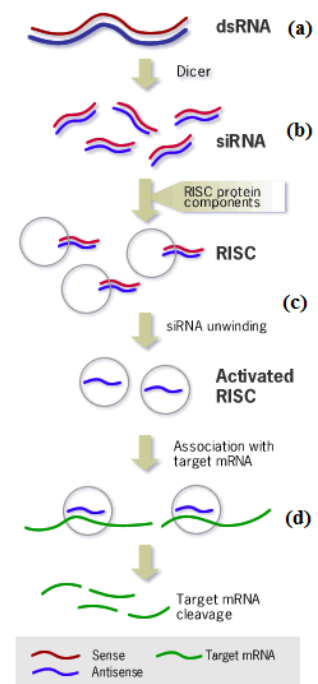 dsRNA (a)
Dicer
(b)
siRNA
RISC protein
components
RISC
(c)
siRNA unwinding
Activated
RISC
Association with
target mRNA
(d)
Target mRNA
cleavage
Sense Target mRNA
Antisense